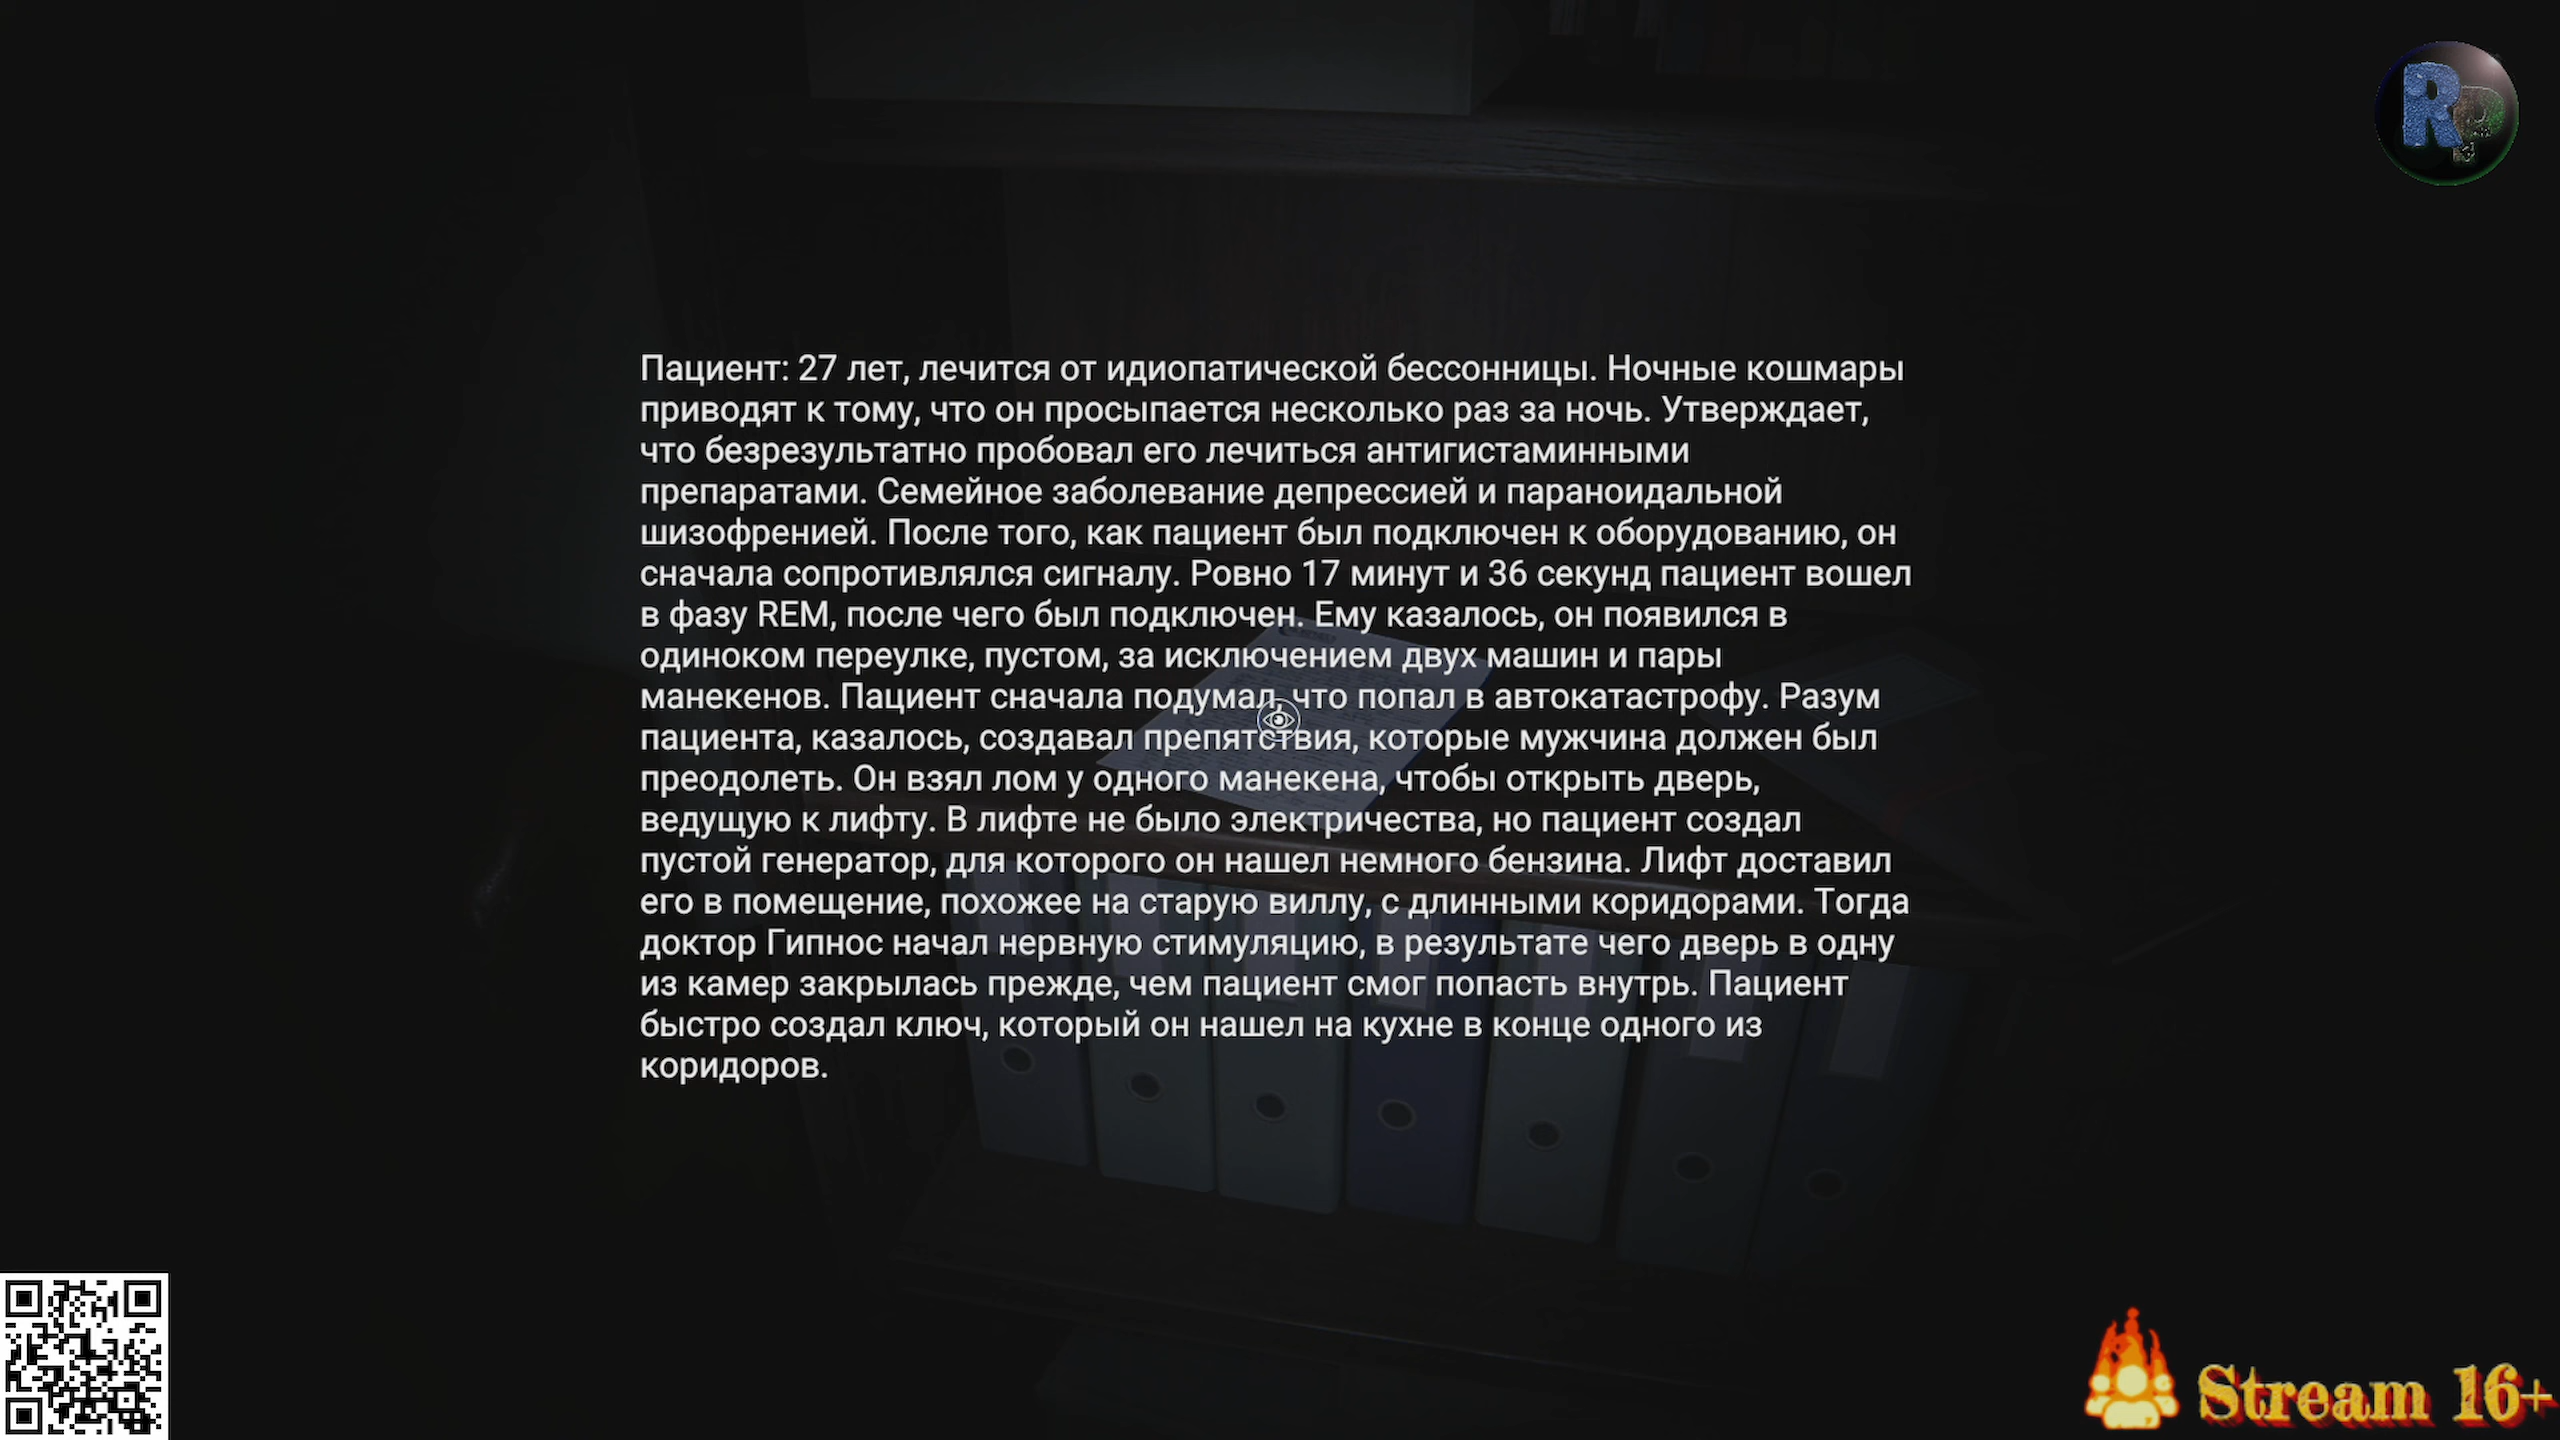 Пациент: 27 лет, лечится от идиопатической бессонницы. Ночные кошмары
приводят к тому, что он просыпается несколько раз за ночь. Утверждает,
что безрезультатно пробовал его лечиться антигистаминными
препаратами. Семейное заболевание депрессией и параноидальной
шизофренией. После того, как пациент был подключен к оборудованию, он
сначала сопротивлялся сигналу. Ровно 17 минут и 36 секунд пациент вошел
в фазу REM, после чего был подключен. Ему казалось, он появился в
одиноком переулке, пустом, за исключением двух машин и пары
манекенов. Пациент сначала подумал, что попал в автокатастрофу. Разум
пациента, казалось, создавал препятствия, которые мужчина должен был
преодолеть. Он взял лом у одного манекена, чтобы открыть дверь,
ведущую к лифту. В лифте не было электричества, но пациент создал
пустой генератор, для которого он нашел немного бензина. Лифт доставил
его в помещение, похожее на старую виллу, с длинными коридорами. Тогда
доктор Гипнос начал нервную стимуляцию, в результате чего дверь в одну
из камер закрылась прежде, чем пациент смог попасть внутрь. Пациент
быстро создал ключ, который он нашел на кухне в конце одного из
коридоров.
RP
Stream 16+